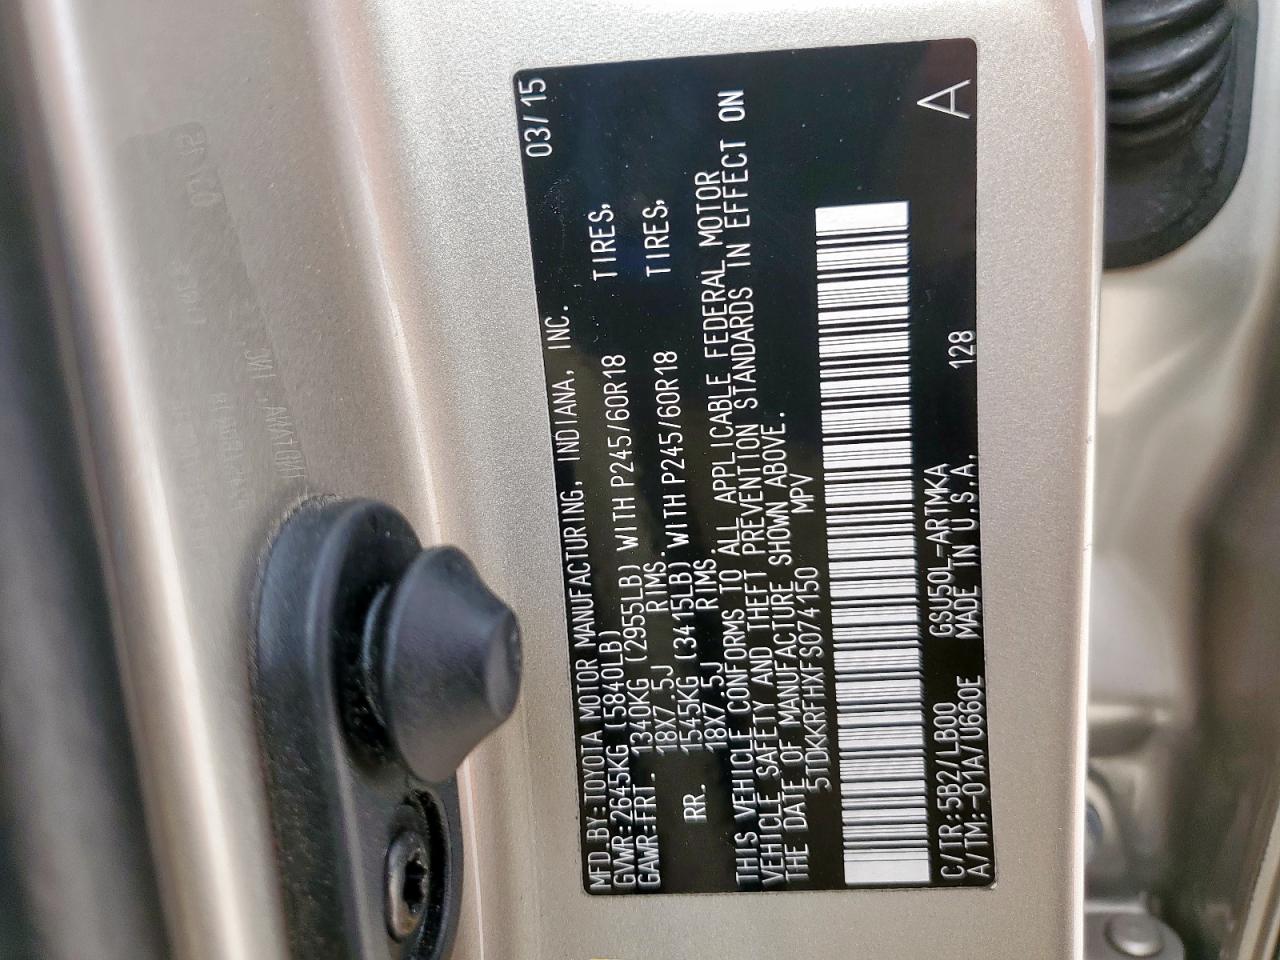 MFD.BY:TOYOTA MOTOR MANUFACTURING, INDIANA, INC. 03/15
GVWR:2645KG (5840LB)
GAWR:FRT. 1340KG (2955LB) WITH P245/60R18 TIRES,
18X7.5J RIMS.
RR. 1545KG (3415LB) WITH P245/60R18 TIRES,
18X7.5J RIMS.
THIS VEHICLE CONFORMS TO ALL APPLICABLE FEDERAL MOTOR
VEHICLE SAFETY AND THEFT PREVENTION STANDARDS IN EFFECT ON
THE DATE OF MANUFACTURE SHOWN ABOVE.
5TDKKRFHXFS074150 MPV
C/TR:5B2/LB00 GSU50L-ARTMKA
A/TM:-01A/U660E MADE IN U.S.A. 128 A